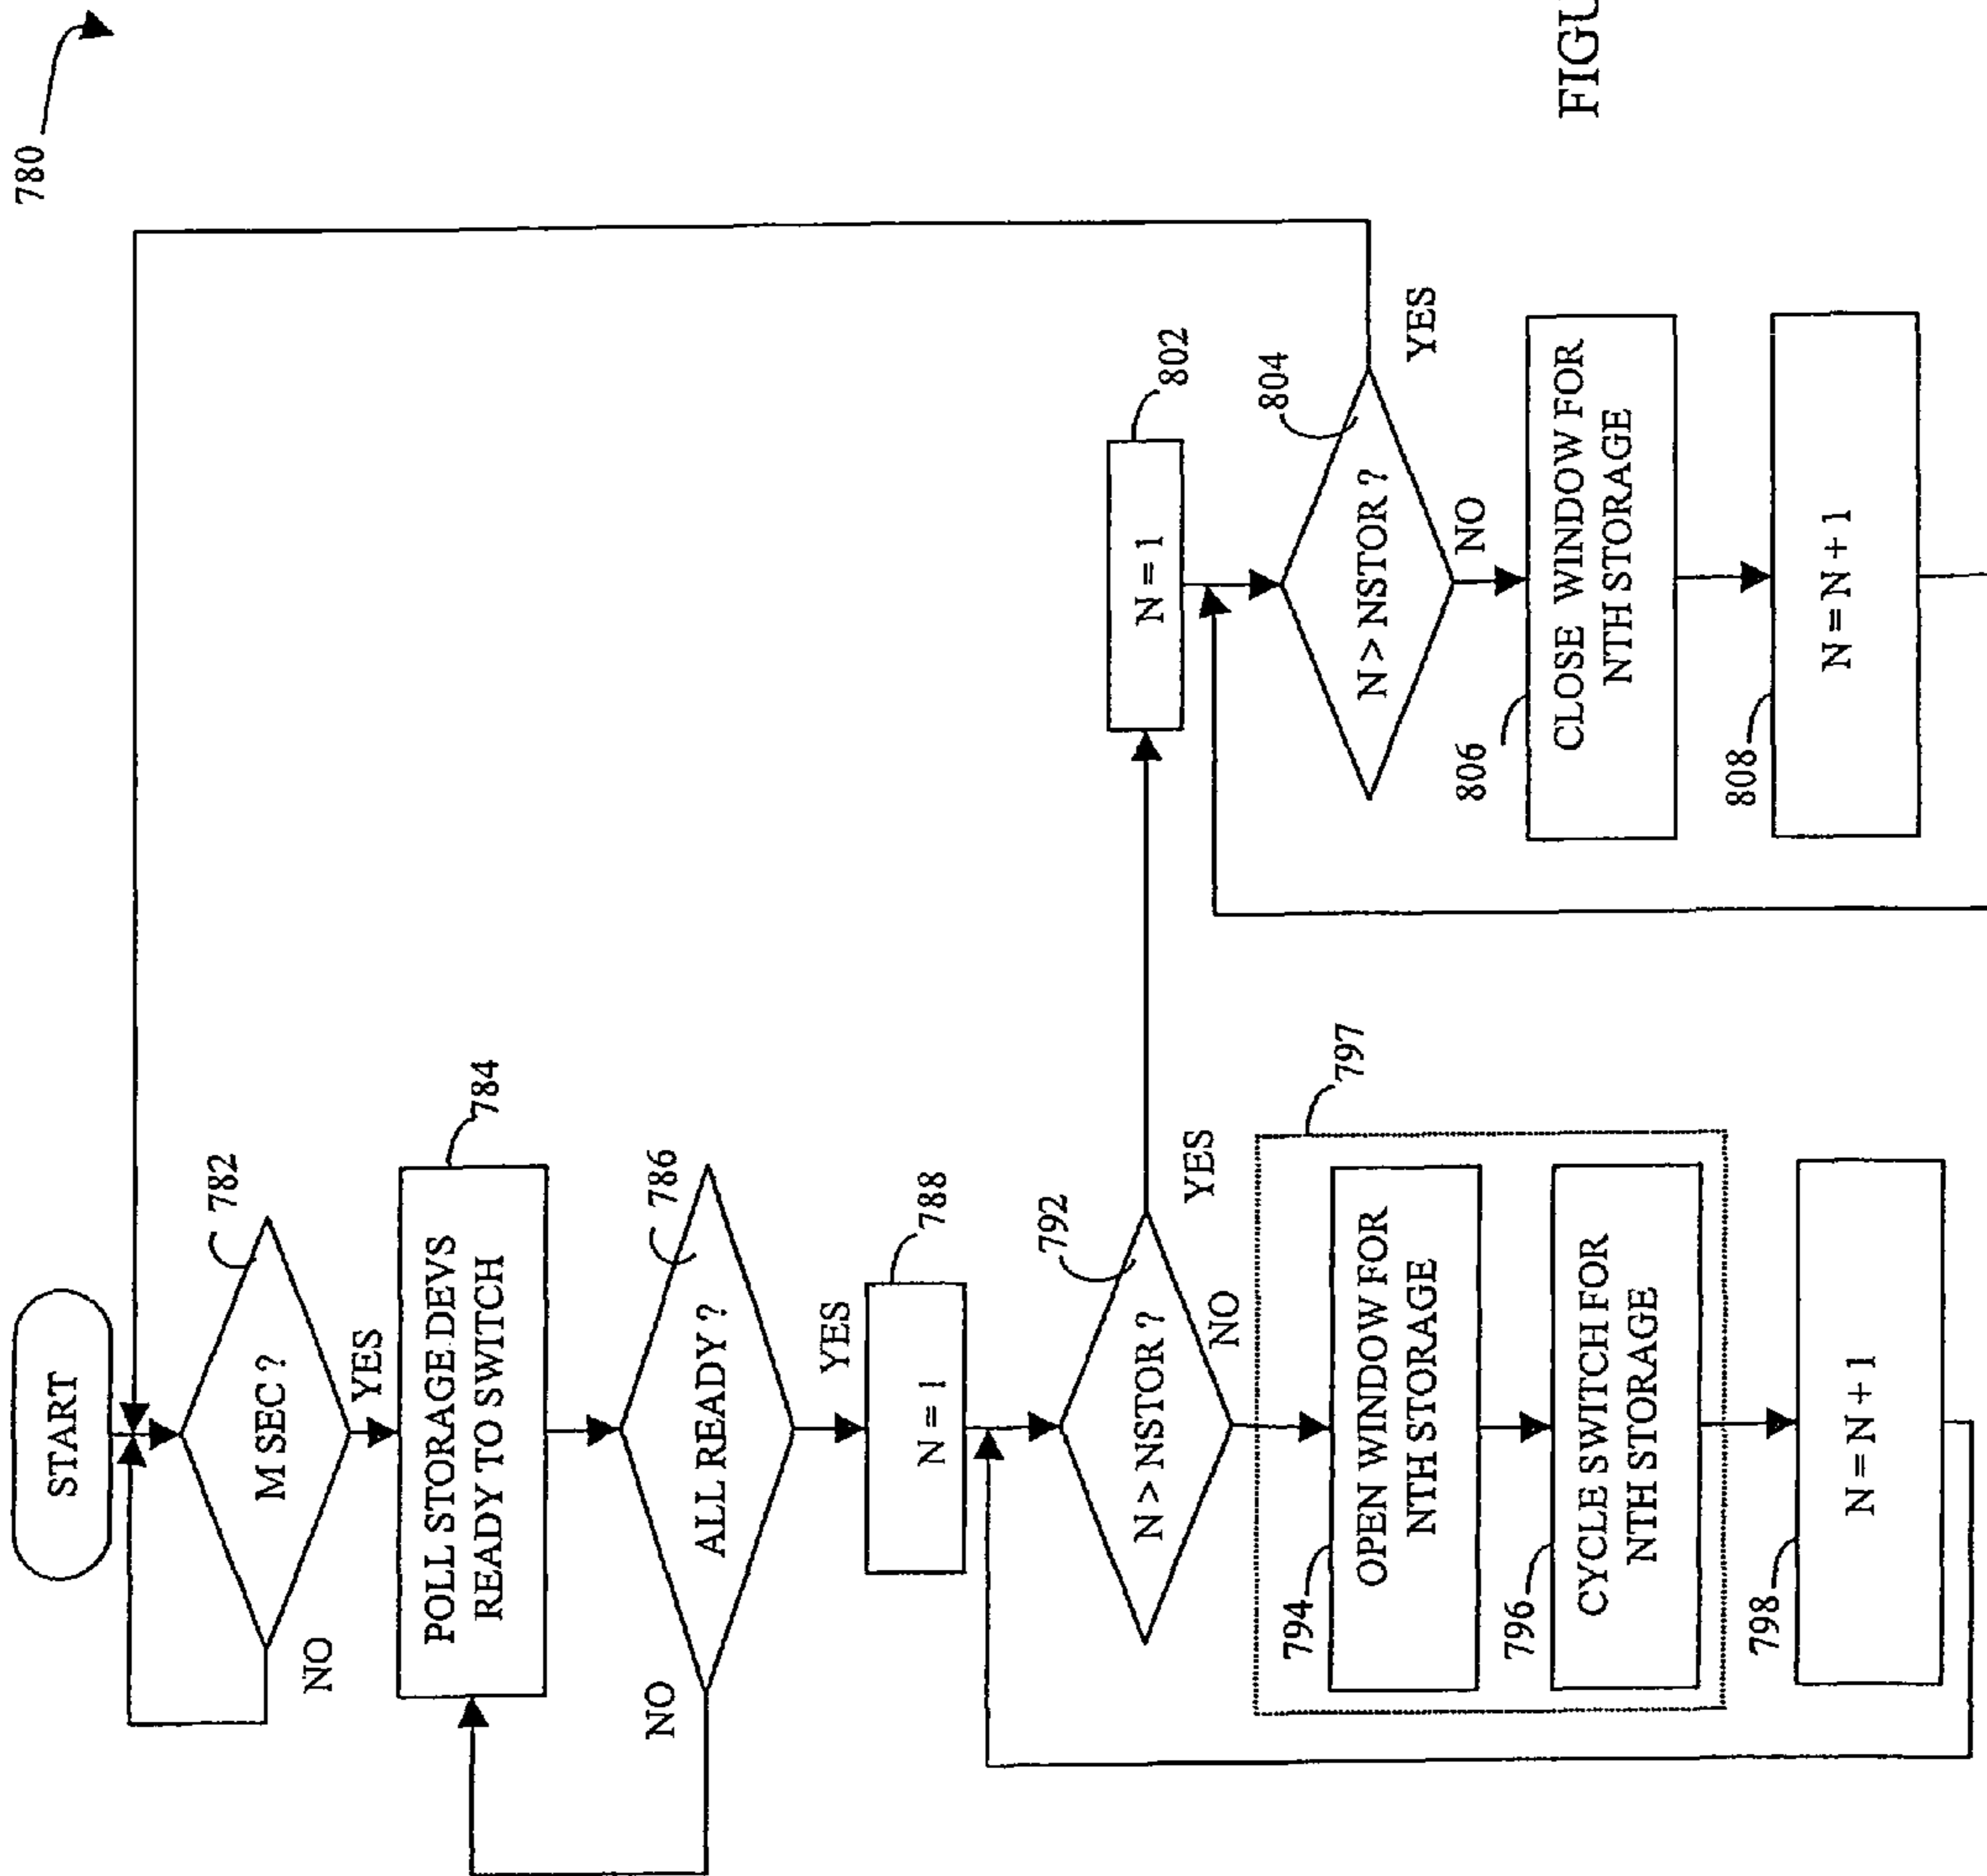 780
START
782
M SEC ?
NO
YES
784
POLL STORAGE DEVS
READY TO SWITCH
786
ALL READY ?
NO
YES
788
N = 1
792
N > NSTOR ?
YES
NO
797
794
OPEN WINDOW FOR
NTH STORAGE
796
CYCLE SWITCH FOR
NTH STORAGE
798
N = N + 1
802
N = 1
804
N > NSTOR ?
YES
NO
806
CLOSE WINDOW FOR
NTH STORAGE
808
N = N + 1